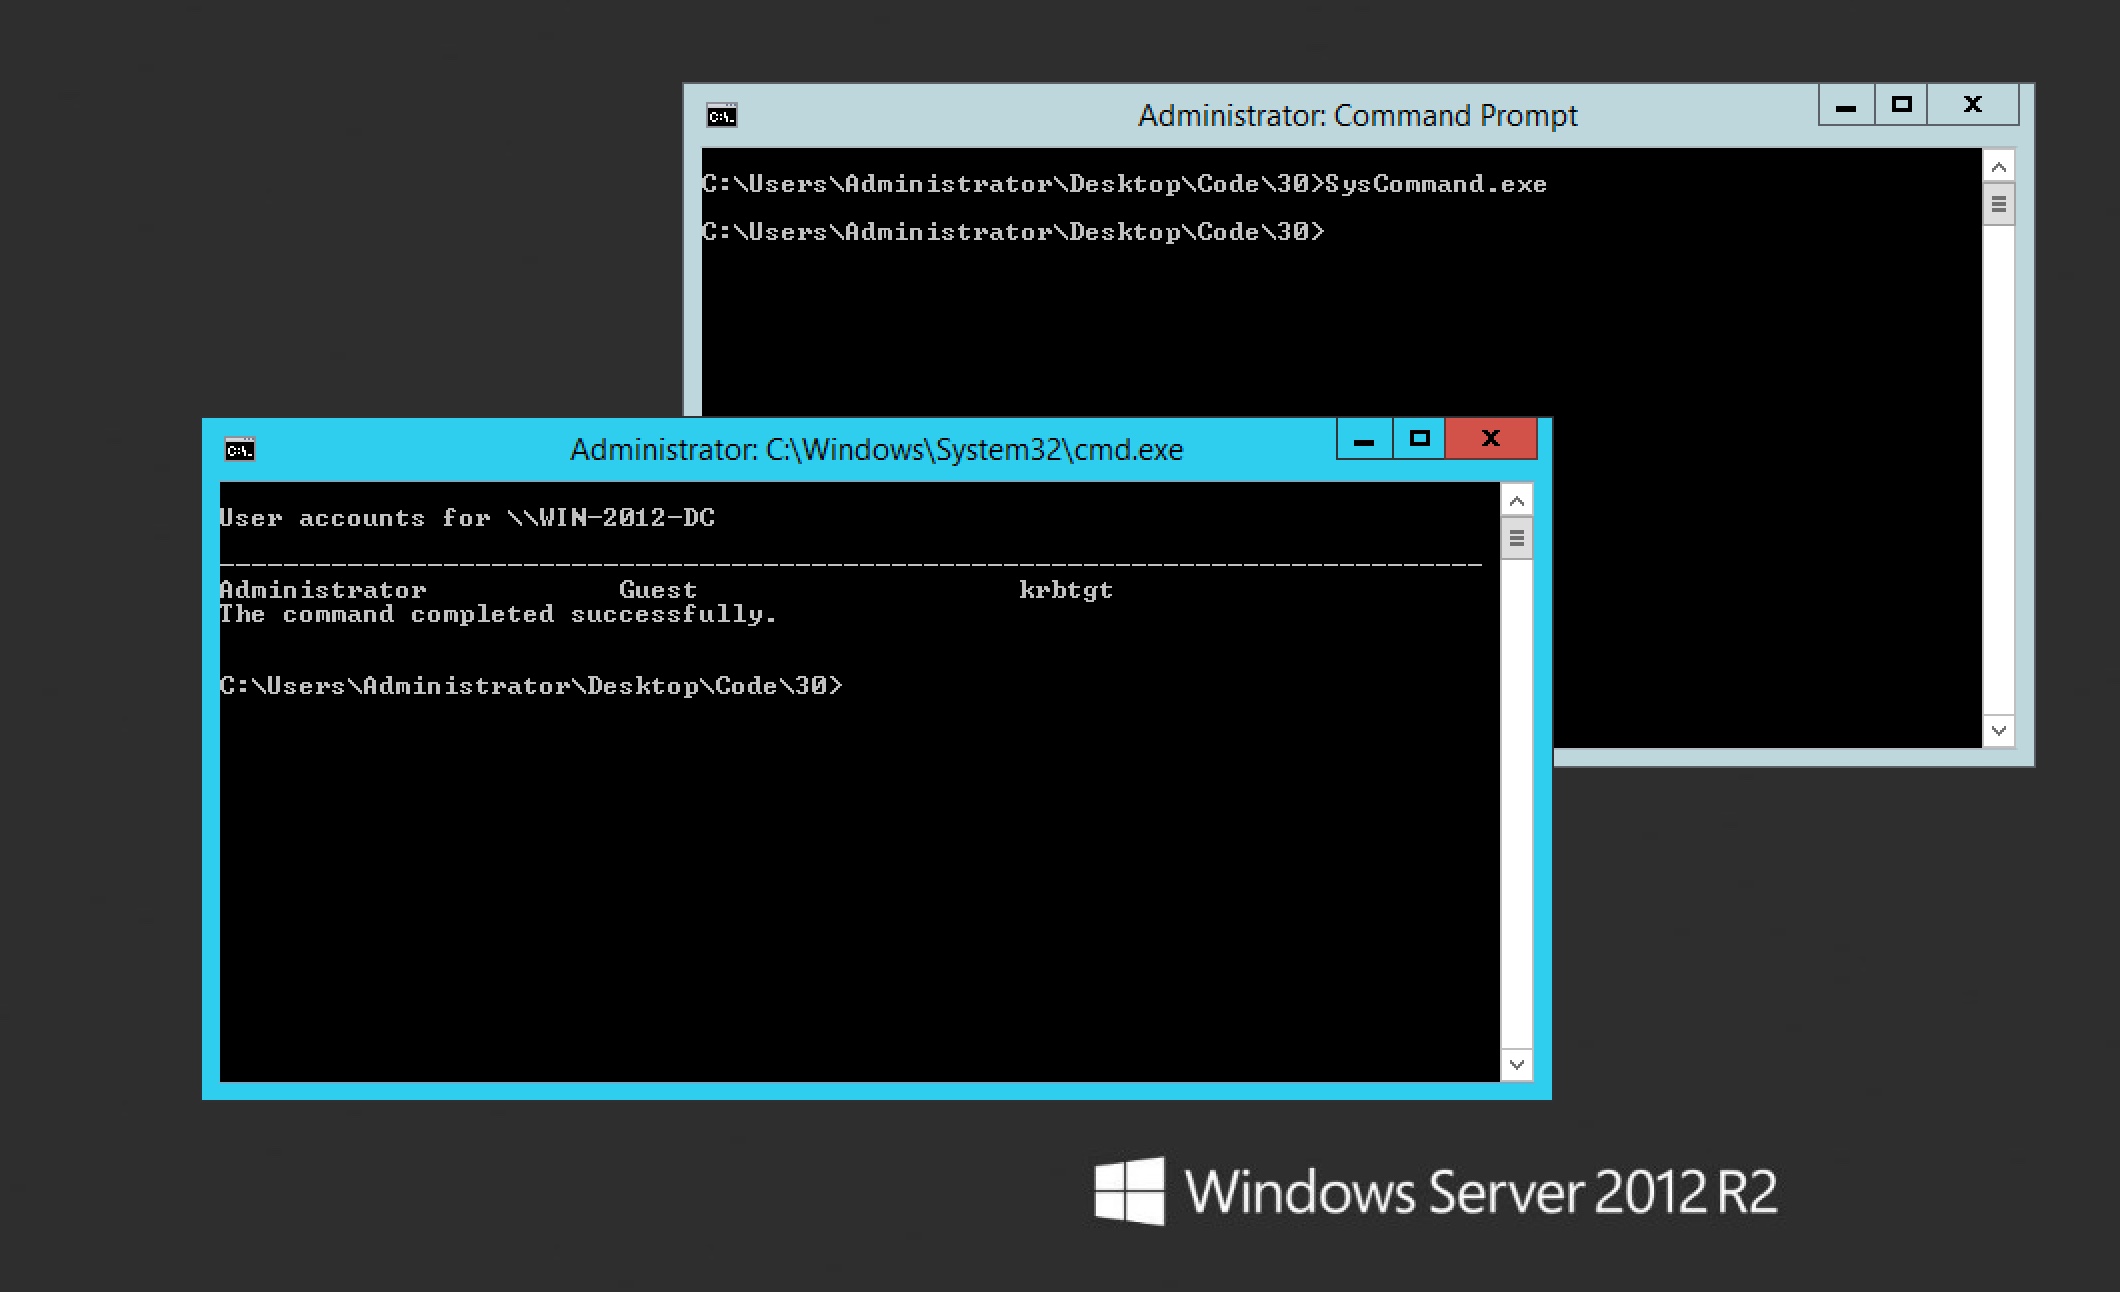 Administrator: Command Prompt
C:\Users\Administrator\Desktop\Code\30>SysCommand.exe
C:\Users\Administrator\Desktop\Code\30>
Administrator: C:\Windows\System32\cmd.exe
User accounts for \\WIN-2012-DC
-------------------------------------------------------------------------------
Administrator Guest krbtgt
The command completed successfully.
C:\Users\Administrator\Desktop\Code\30>
Windows Server 2012 R2